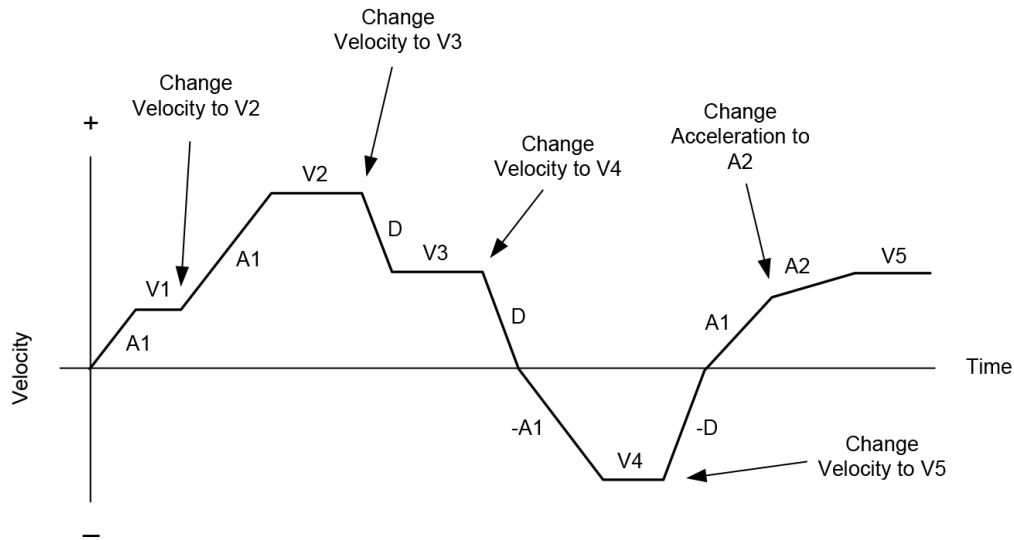 Change
Velocity to V3
Change
Velocity to V2
Change
Acceleration to
A2
+
Change
Velocity to V4
V2
D
V3
V5
A2
A1
V1
D
A1
A1
Velocity
Time
-A1
-D
V4
Change
Velocity to V5
–